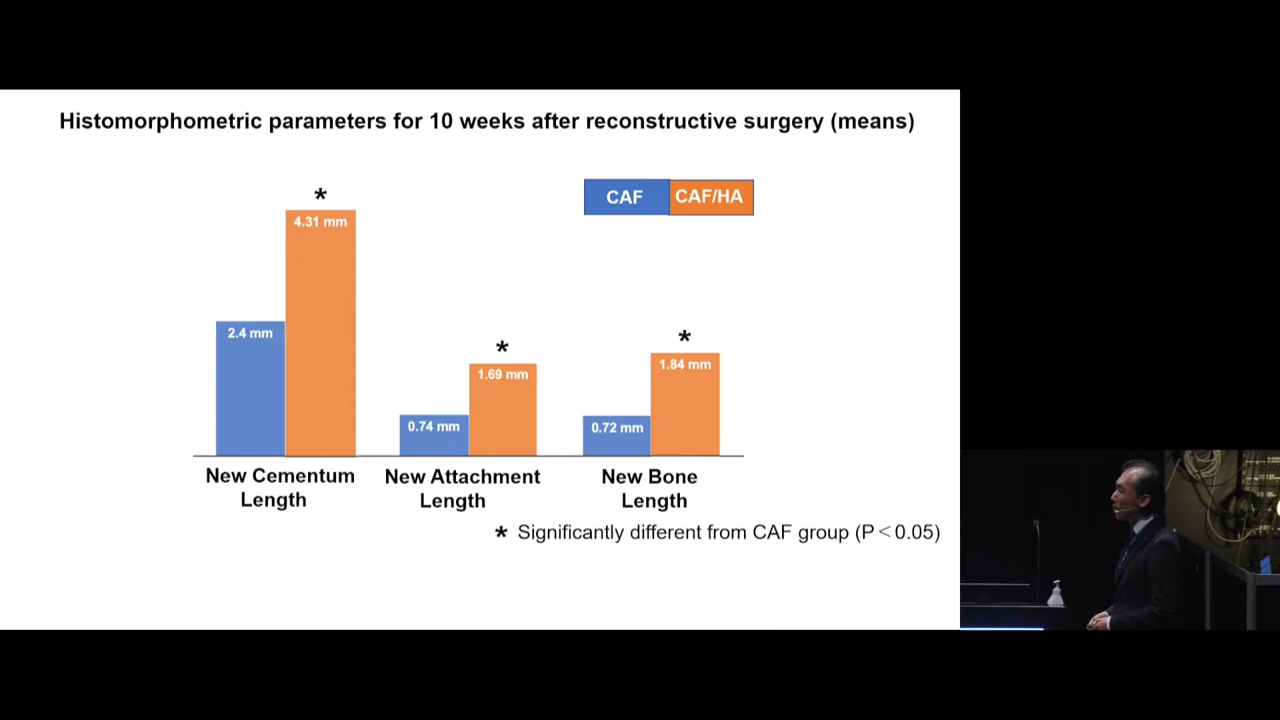 Histomorphometric parameters for 10 weeks after reconstructive surgery (means)
CAF CAF/HA
*
4.31 mm
2.4 mm
*
1.69 mm
0.74 mm
*
1.84 mm
0.72 mm
New Cementum
Length
New Attachment
Length
New Bone
Length
* Significantly different from CAF group (P＜0.05)